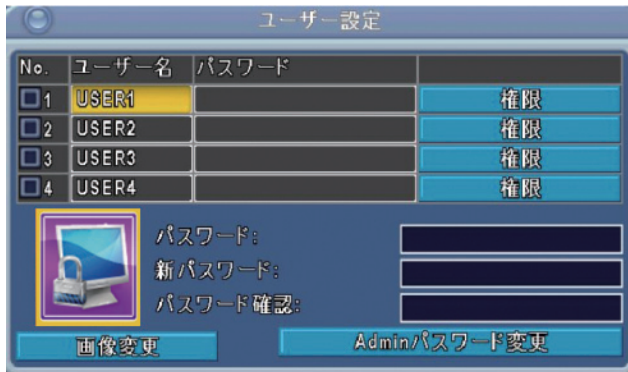 ユーザー設定
No. ユーザー名 パスワード
1 USER1 権限
2 USER2 権限
3 USER3 権限
4 USER4 権限
パスワード:
新パスワード:
パスワード確認:
画像変更 Adminパスワード変更